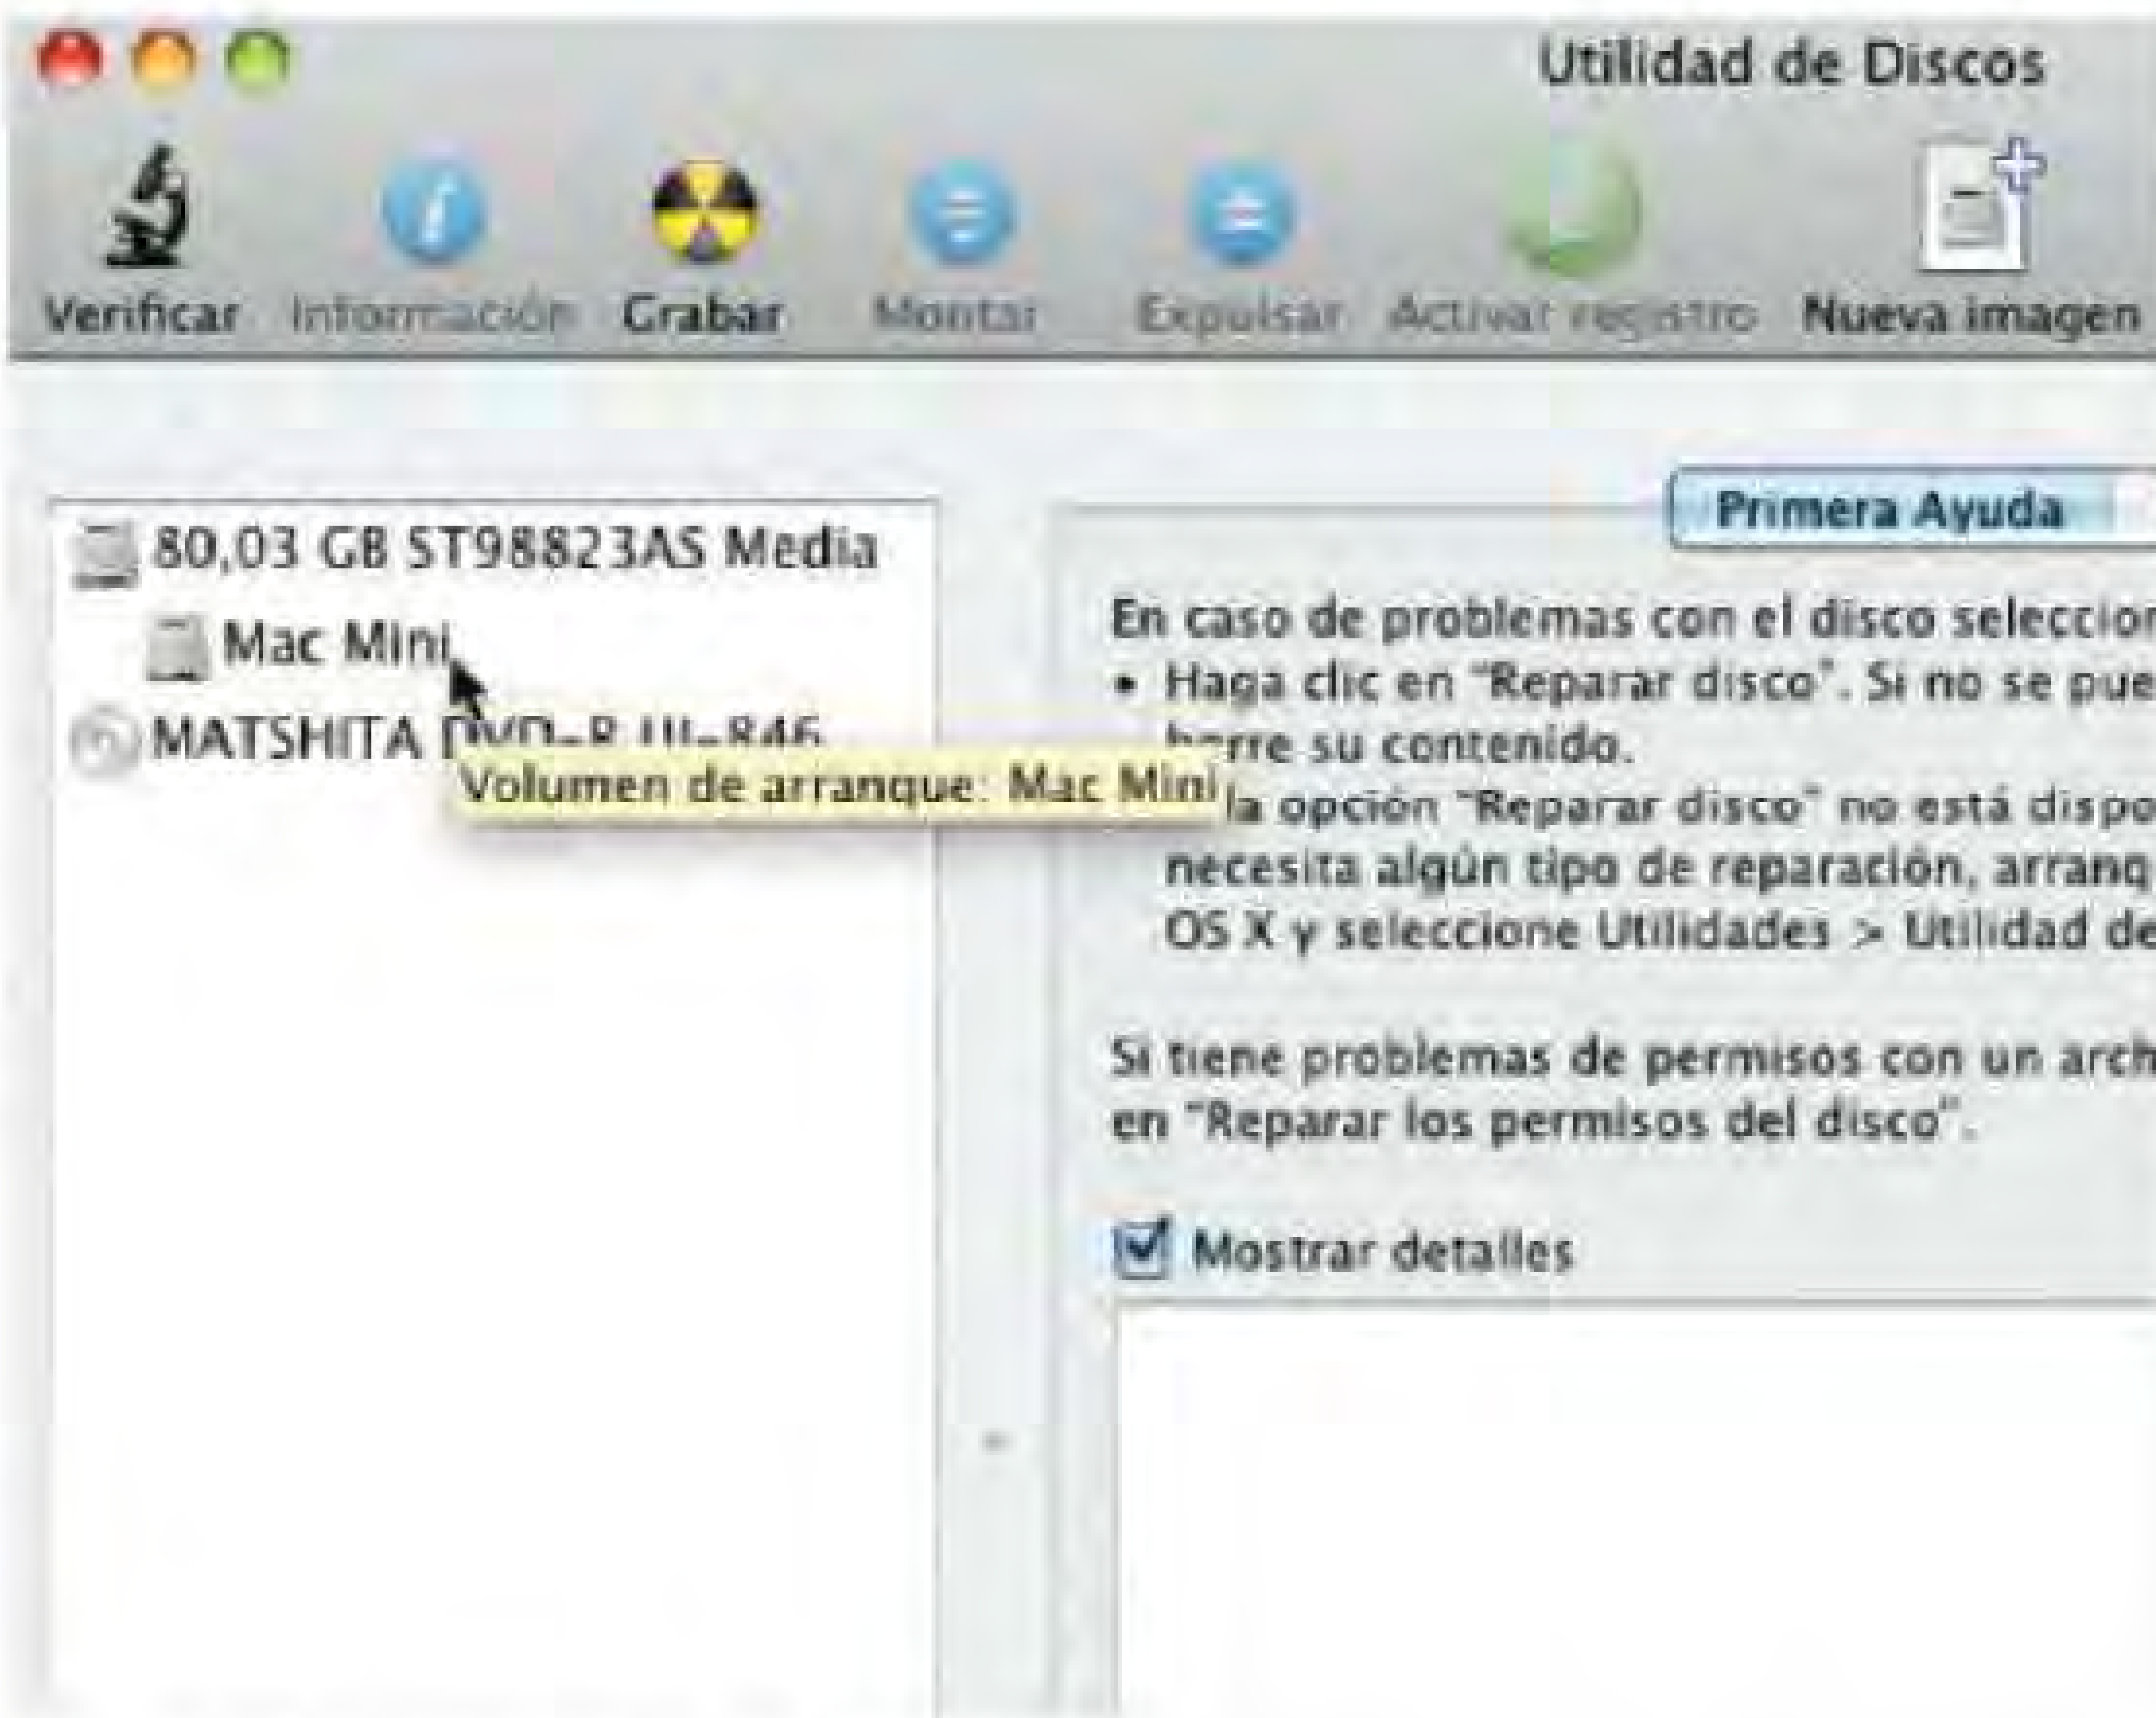 Utilidad de Discos
Verificar Información Grabar Montar Expulsar Activar registro Nueva imagen
80,03 GB ST98823AS Media
Mac Mini
MATSHITA DVD-R UJ-846
Volumen de arranque: Mac Mini
Primera Ayuda
En caso de problemas con el disco seleccion
• Haga clic en "Reparar disco". Si no se pue
borre su contenido.
la opción "Reparar disco" no está dispo
necesita algún tipo de reparación, arranq
OS X y seleccione Utilidades > Utilidad de
Si tiene problemas de permisos con un arch
en "Reparar los permisos del disco".
Mostrar detalles